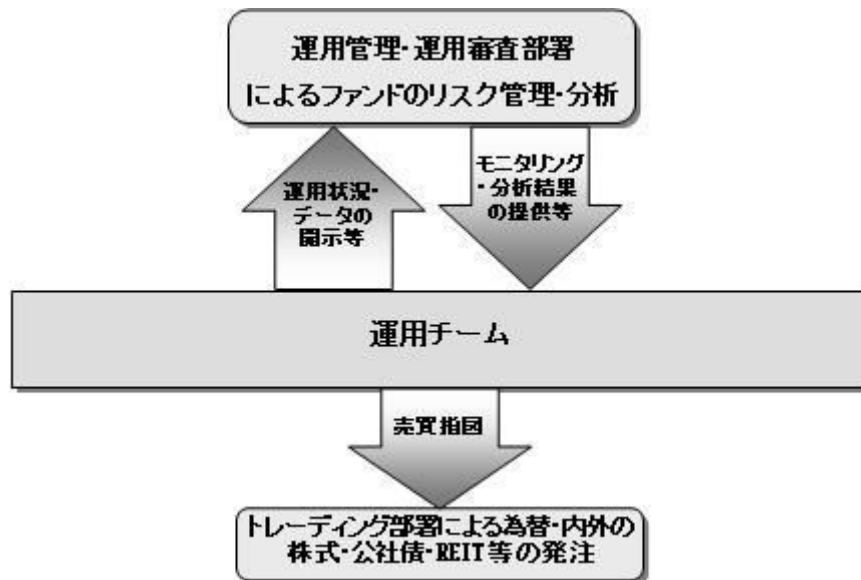 運用管理・運用審査部署
によるファンドのリスク管理・分析
運用状況・
データの
開示等
モニタリング
・分析結果
の提供等
運用チーム
売買指図
トレーディング部署による為替・内外の
株式・公社債・REIT等の発注